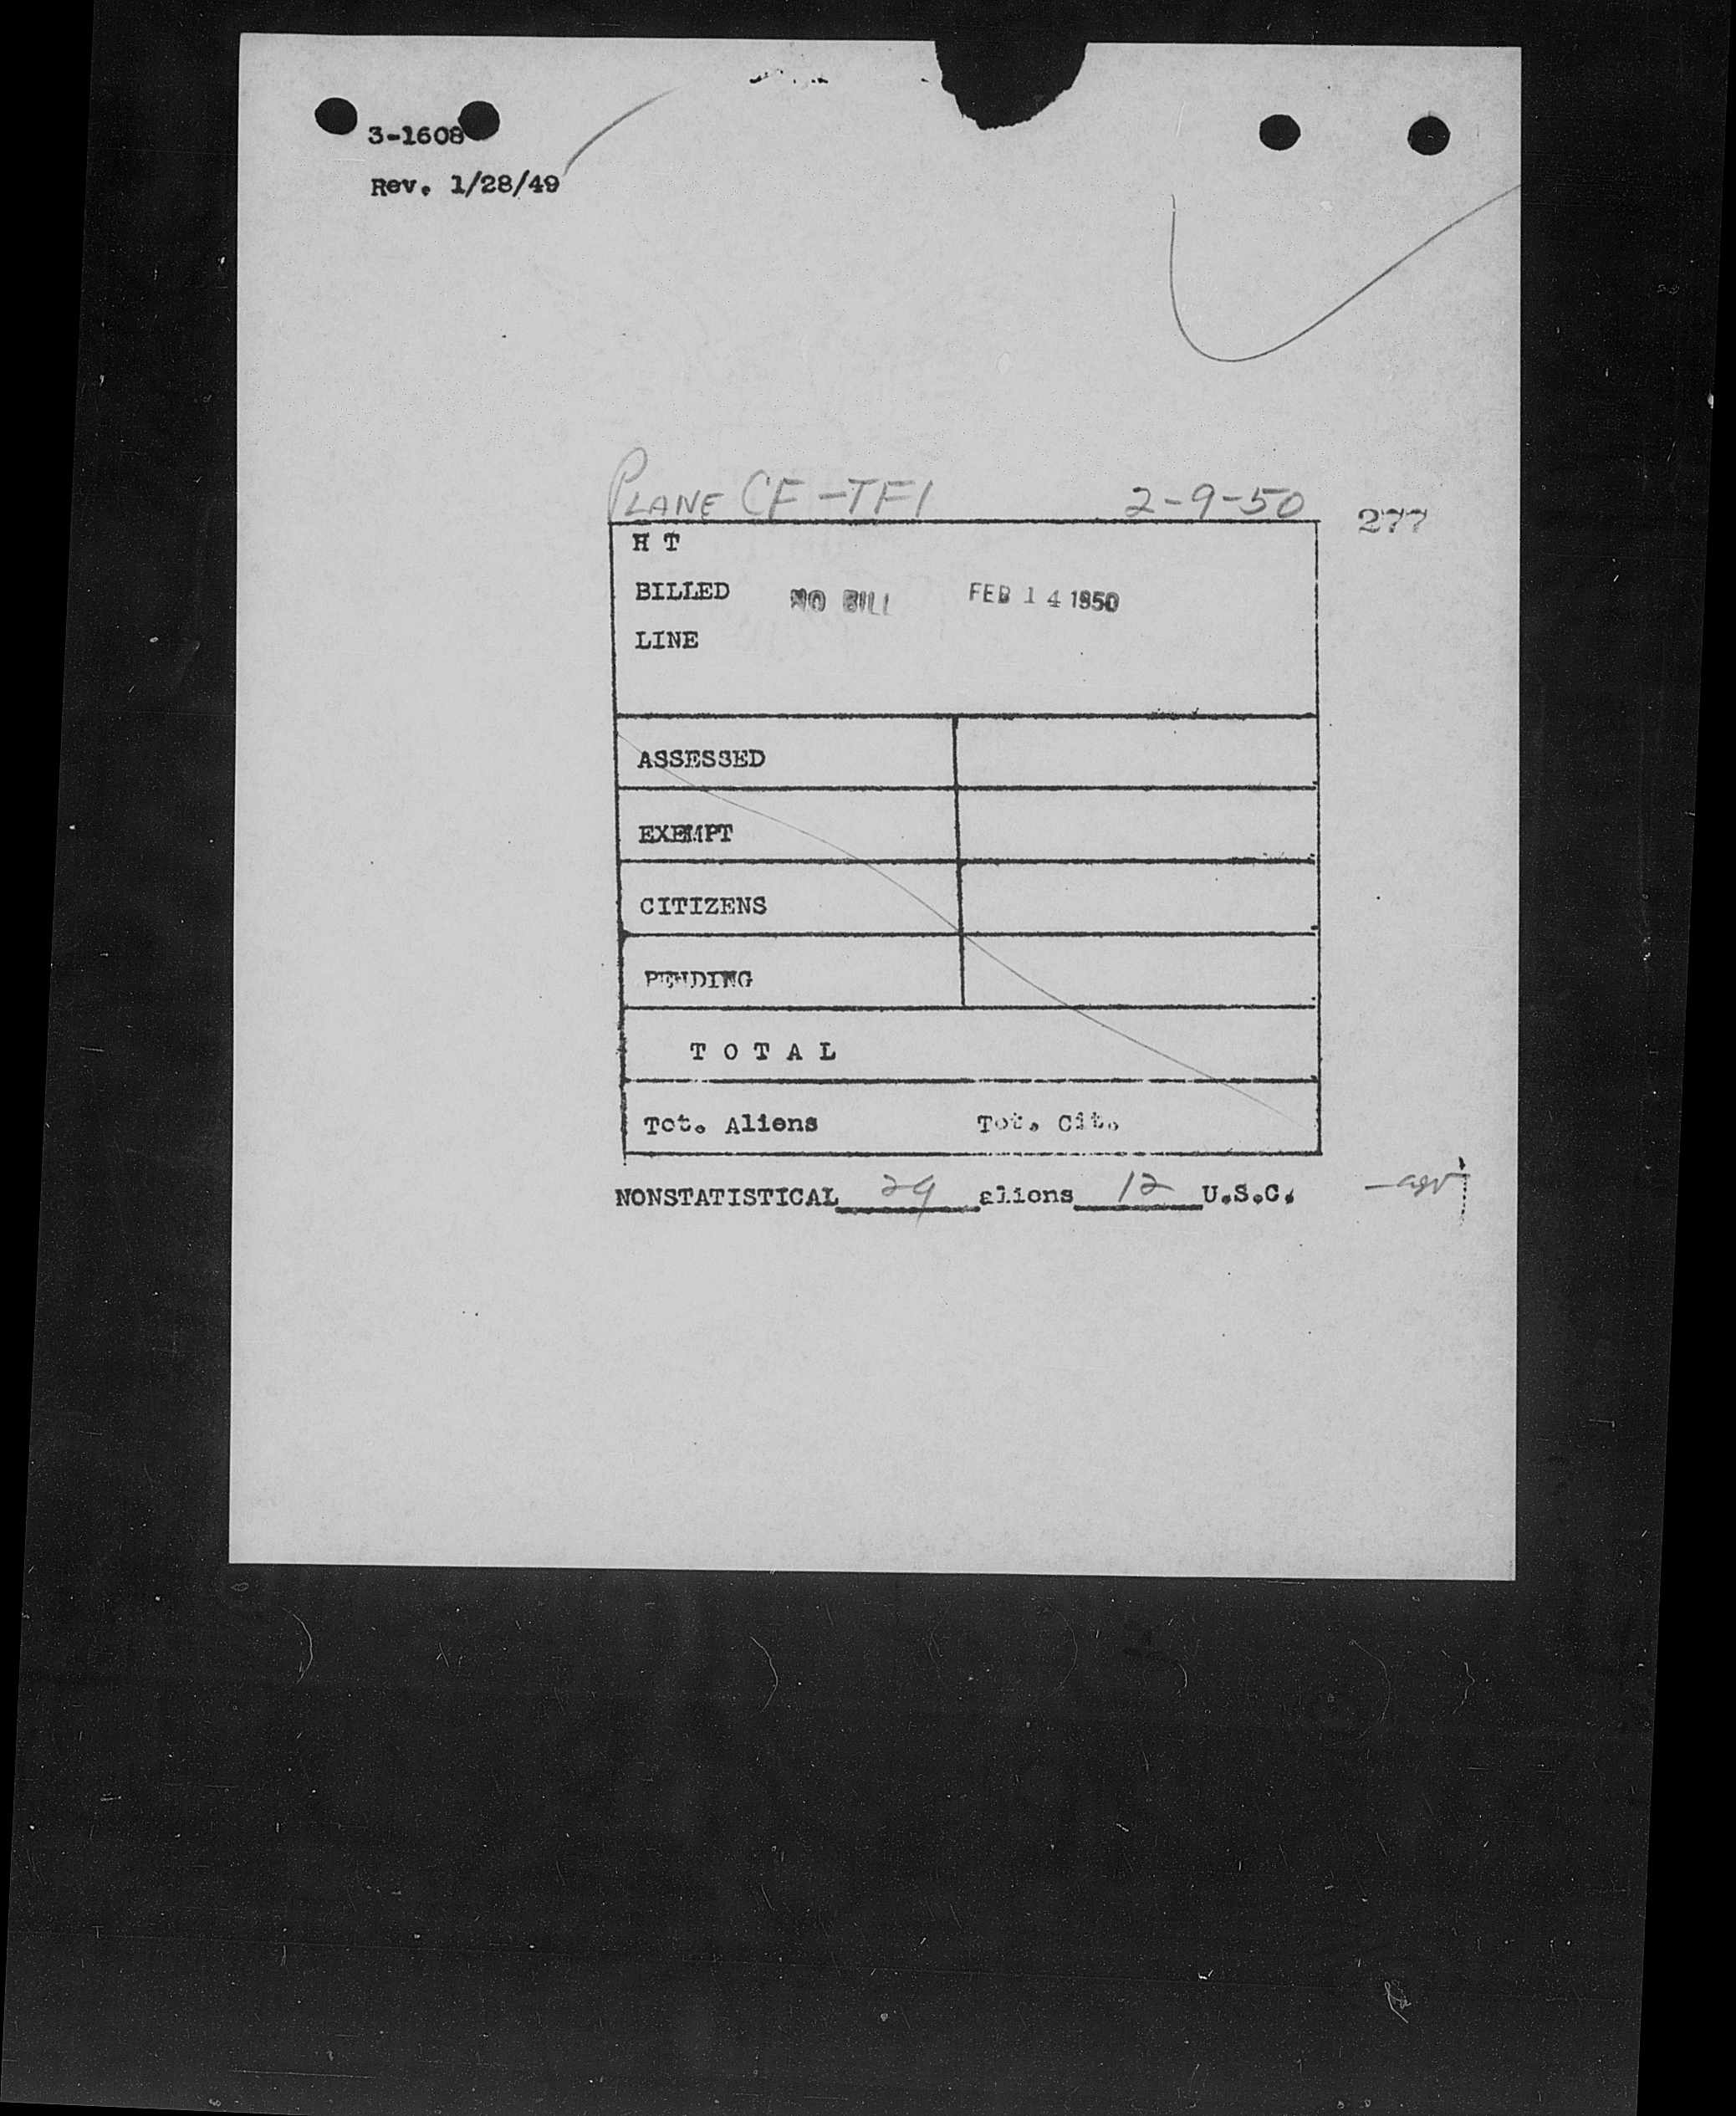 3-1608
Rev. 1/28/49
PLANE CF-TFI 2-9-50 277
H T
BILLED NO BILL FEB 14 1950
LINE
ASSESSED
EXEMPT
CITIZENS
PENDING
T O T A L
Tot. Aliens Tot. Cit.
NONSTATISTICAL 29 aliens 12 U.S.C.